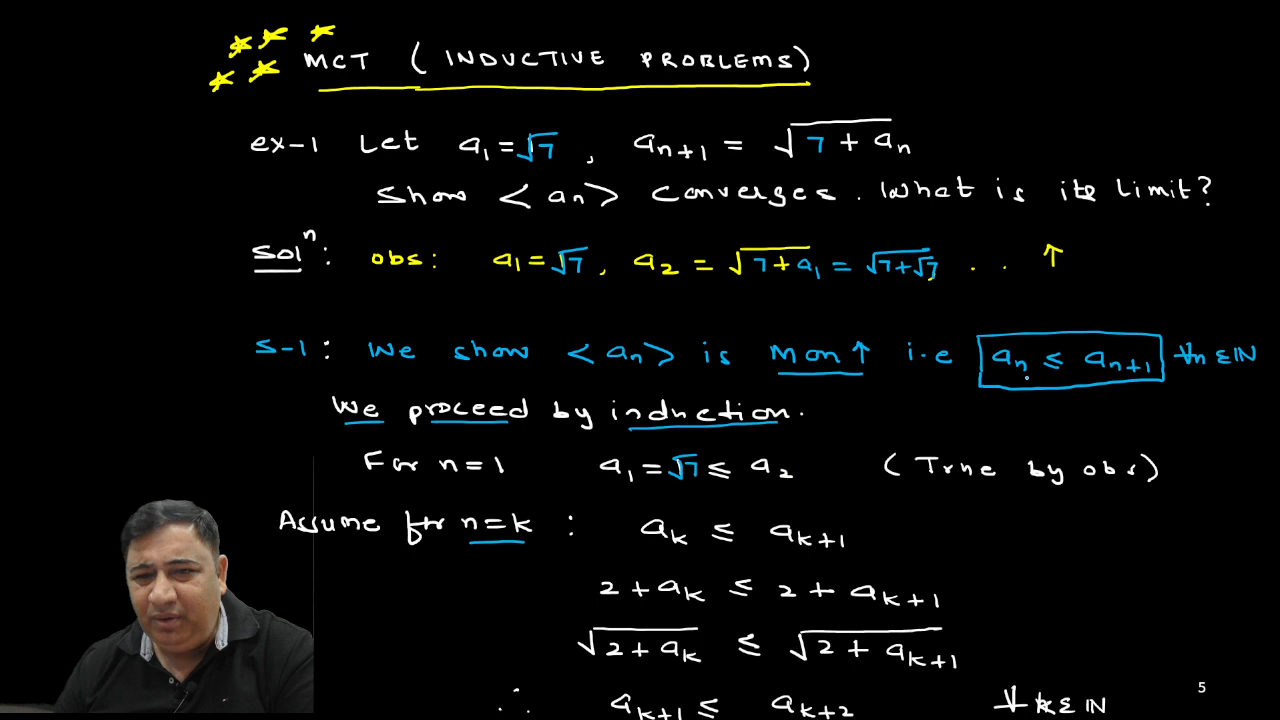 MCT (INDUCTIVE PROBLEMS)
ex-1 Let a₁ = √7, aₙ₊₁ = √(7 + aₙ)
Show <aₙ> converges. What is its limit?
Solⁿ: obs: a₁ = √7, a₂ = √(7 + a₁) = √(7+√7), . . ↑
S-1: We show <aₙ> is mon↑ i.e aₙ ≤ aₙ₊₁ ∀n∈IN
We proceed by induction.
For n=1 a₁ = √7 ≤ a₂ (True by obs)
Assume for n=k : aₖ ≤ aₖ₊₁
2 + aₖ ≤ 2 + aₖ₊₁
√(2 + aₖ) ≤ √(2 + aₖ₊₁)
∴ aₖ₊₁ ≤ aₖ₊₂ ∀ k∈IN
5